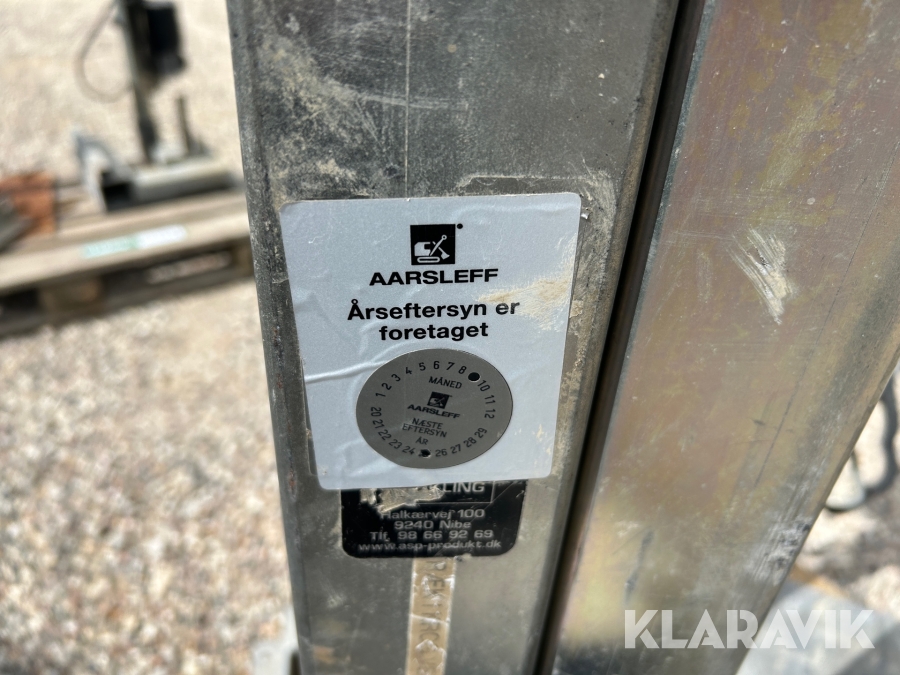 AARSLEFF
Årseftersyn er
foretaget
1 2 3 4 5 6 7 8 10 11 12
MÅNED
AARSLEFF
NÆSTE
EFTERSYN
ÅR
20 21 22 23 24 26 27 28 29
Halkærvej 100
9240 Nibe
Tlf. 98 66 92 69
www.asp-produkt.dk
KLARAVIK